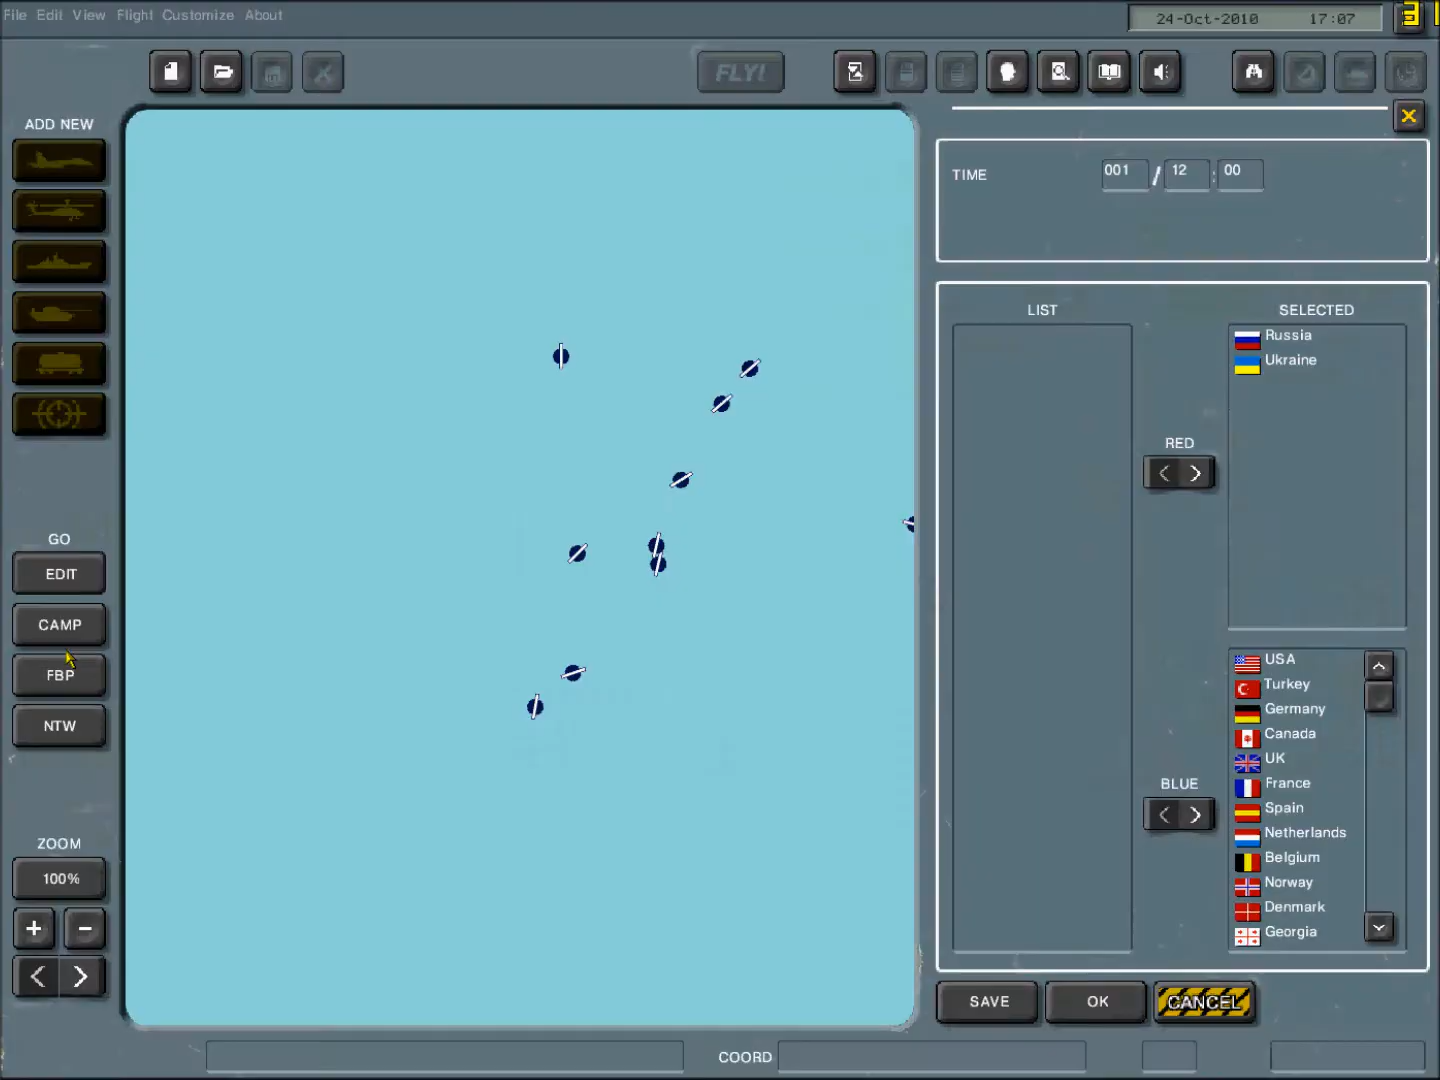 File Edit View Flight Customize About
24-Oct-2010 17:07
FLY!
ADD NEW
TIME 001 / 12 : 00
LIST
SELECTED
Russia
Ukraine
RED
GO
EDIT
CAMP
FBP
NTW
USA
Turkey
Germany
Canada
UK
France
Spain
Netherlands
Belgium
Norway
Denmark
Georgia
BLUE
ZOOM
100%
+ -
< >
SAVE OK CANCEL
COORD